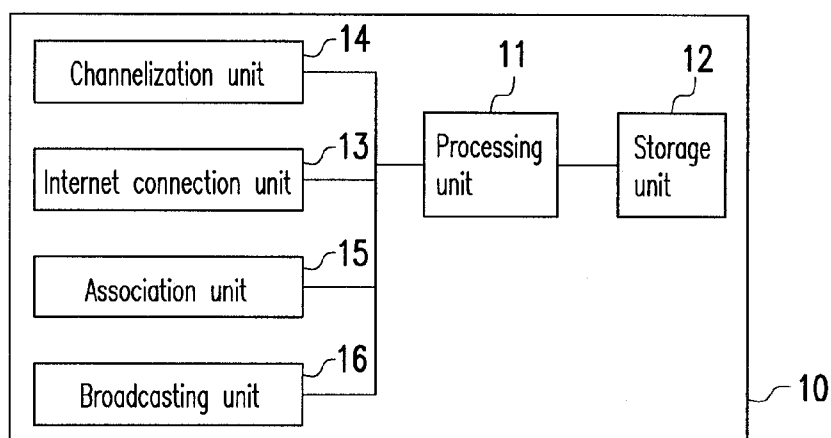 14
Channelization unit
11
12
13
Internet connection unit
Processing
unit
Storage
unit
15
Association unit
16
Broadcasting unit
10